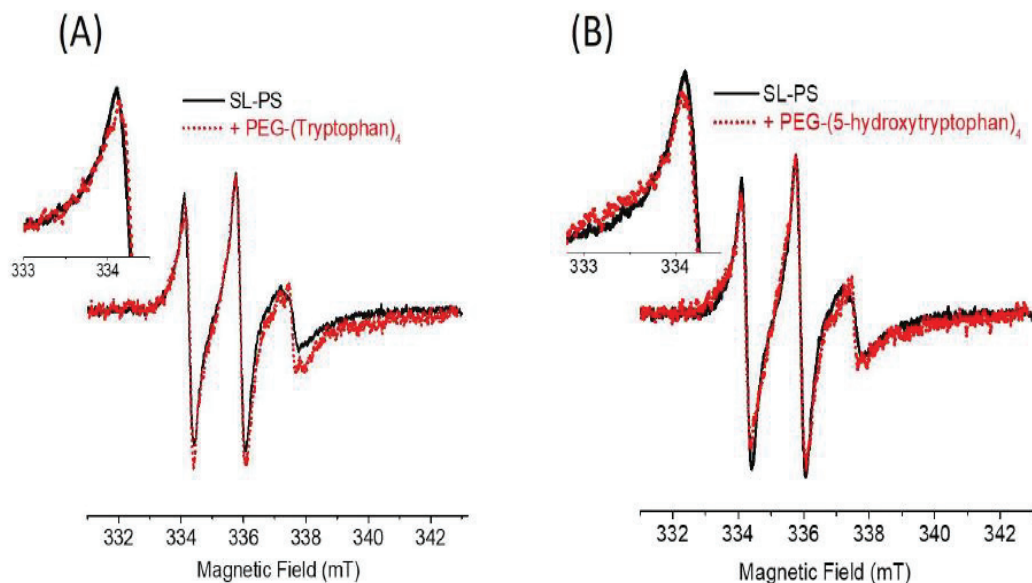 (A)
SL-PS
+ PEG-(Tryptophan)4
333 334
332 334 336 338 340 342
Magnetic Field (mT)
(B)
SL-PS
+ PEG-(5-hydroxytryptophan)4
333 334
332 334 336 338 340 342
Magnetic Field (mT)